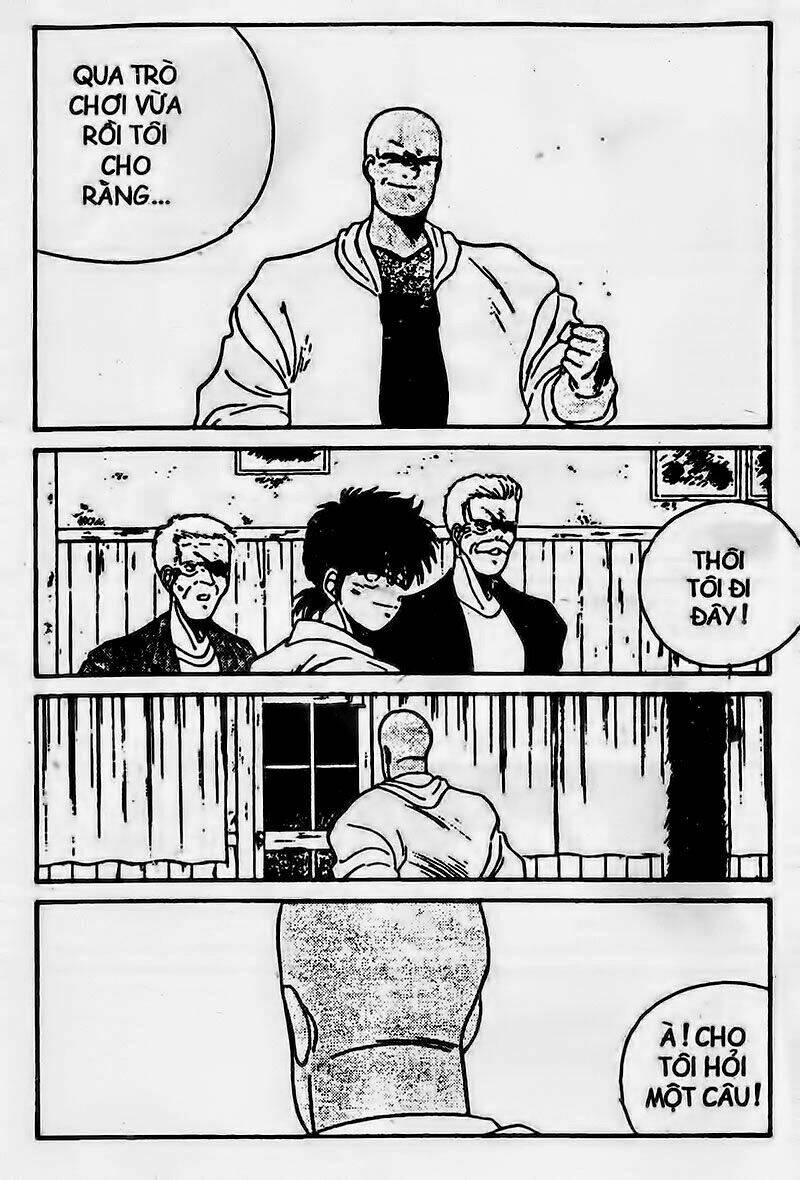 QUA TRÒ
CHƠI VỪA
RỒI TÔI
CHO
RẰNG...
THÔI
TÔI ĐI
ĐÂY!
À! CHO
TÔI HỎI
MỘT CÂU!